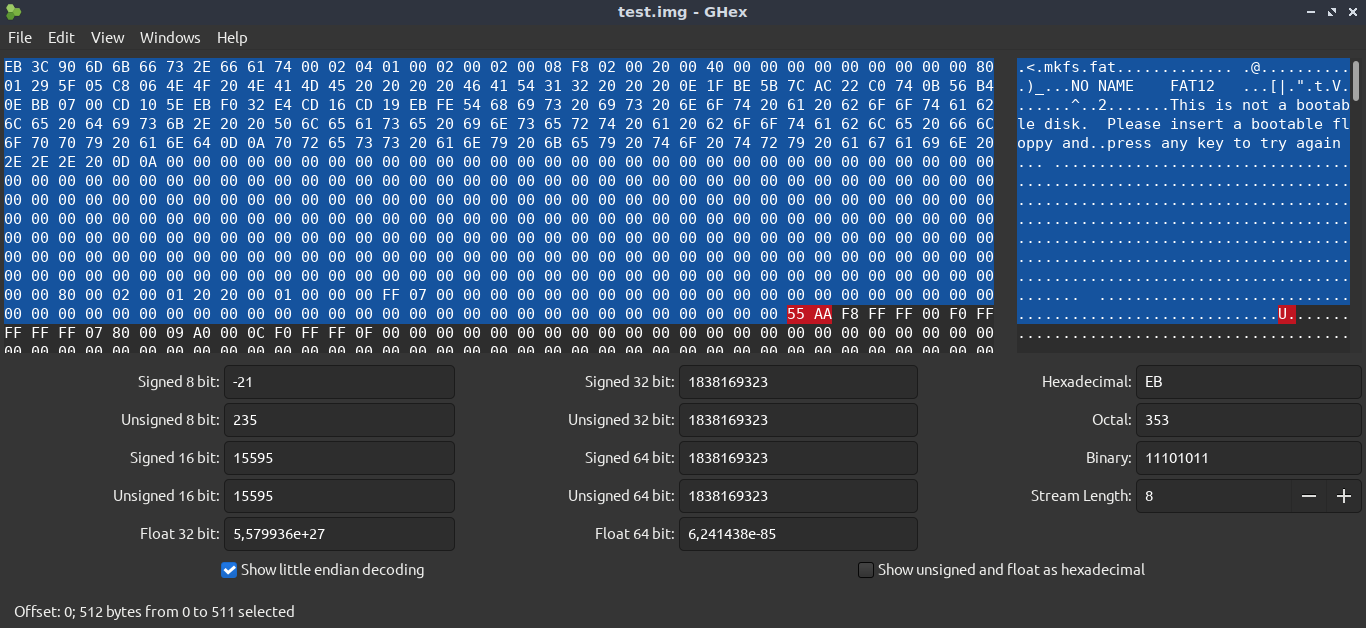 test.img - GHex
File Edit View Windows Help
EB 3C 90 6D 6B 66 73 2E 66 61 74 00 02 04 01 00 02 00 02 00 08 F8 02 00 20 00 40 00 00 00 00 00 00 00 00 00 80 .<.mkfs.fat............. .@..........
01 29 5F 05 C8 06 4E 4F 20 4E 41 4D 45 20 20 20 20 46 41 54 31 32 20 20 20 0E 1F BE 5B 7C AC 22 C0 74 0B 56 B4 .)_...NO NAME    FAT12   ...[|.".t.V.
0E BB 07 00 CD 10 5E EB F0 32 E4 CD 16 CD 19 EB FE 54 68 69 73 20 69 73 20 6E 6F 74 20 61 20 62 6F 6F 74 61 62 ......^..2.......This is not a bootab
6C 65 20 64 69 73 6B 2E 20 20 50 6C 65 61 73 65 20 69 6E 73 65 72 74 20 61 20 62 6F 6F 74 61 62 6C 65 20 66 6C le disk.  Please insert a bootable fl
6F 70 70 79 20 61 6E 64 0D 0A 70 72 65 73 73 20 61 6E 79 20 6B 65 79 20 74 6F 20 74 72 79 20 61 67 61 69 6E 20 oppy and..press any key to try again
2E 2E 2E 20 0D 0A 00 00 00 00 00 00 00 00 00 00 00 00 00 00 00 00 00 00 00 00 00 00 00 00 00 00 00 00 00 00 00 ... .................................
00 00 00 00 00 00 00 00 00 00 00 00 00 00 00 00 00 00 00 00 00 00 00 00 00 00 00 00 00 00 00 00 00 00 00 00 00 .....................................
00 00 00 00 00 00 00 00 00 00 00 00 00 00 00 00 00 00 00 00 00 00 00 00 00 00 00 00 00 00 00 00 00 00 00 00 00 .....................................
00 00 00 00 00 00 00 00 00 00 00 00 00 00 00 00 00 00 00 00 00 00 00 00 00 00 00 00 00 00 00 00 00 00 00 00 00 .....................................
00 00 00 00 00 00 00 00 00 00 00 00 00 00 00 00 00 00 00 00 00 00 00 00 00 00 00 00 00 00 00 00 00 00 00 00 00 .....................................
00 00 00 00 00 00 00 00 00 00 00 00 00 00 00 00 00 00 00 00 00 00 00 00 00 00 00 00 00 00 00 00 00 00 00 00 00 .....................................
00 00 00 00 00 00 00 00 00 00 00 00 00 00 00 00 00 00 00 00 00 00 00 00 00 00 00 00 00 00 00 00 00 00 00 00 00 .....................................
00 00 80 00 02 00 01 20 20 00 01 00 00 00 FF 07 00 00 00 00 00 00 00 00 00 00 00 00 00 00 00 00 00 00 00 00 00 .......  ............................
00 00 00 00 00 00 00 00 00 00 00 00 00 00 00 00 00 00 00 00 00 00 00 00 00 00 00 00 00 55 AA F8 FF FF 00 F0 FF .............................U.......
FF FF FF 07 80 00 09 A0 00 0C F0 FF FF 0F 00 00 00 00 00 00 00 00 00 00 00 00 00 00 00 00 00 00 00 00 00 00 00 .....................................
Signed 8 bit: -21 Signed 32 bit: 1838169323 Hexadecimal: EB
Unsigned 8 bit: 235 Unsigned 32 bit: 1838169323 Octal: 353
Signed 16 bit: 15595 Signed 64 bit: 1838169323 Binary: 11101011
Unsigned 16 bit: 15595 Unsigned 64 bit: 1838169323 Stream Length: 8
Float 32 bit: 5,579936e+27 Float 64 bit: 6,241438e-85
Show little endian decoding Show unsigned and float as hexadecimal
Offset: 0; 512 bytes from 0 to 511 selected